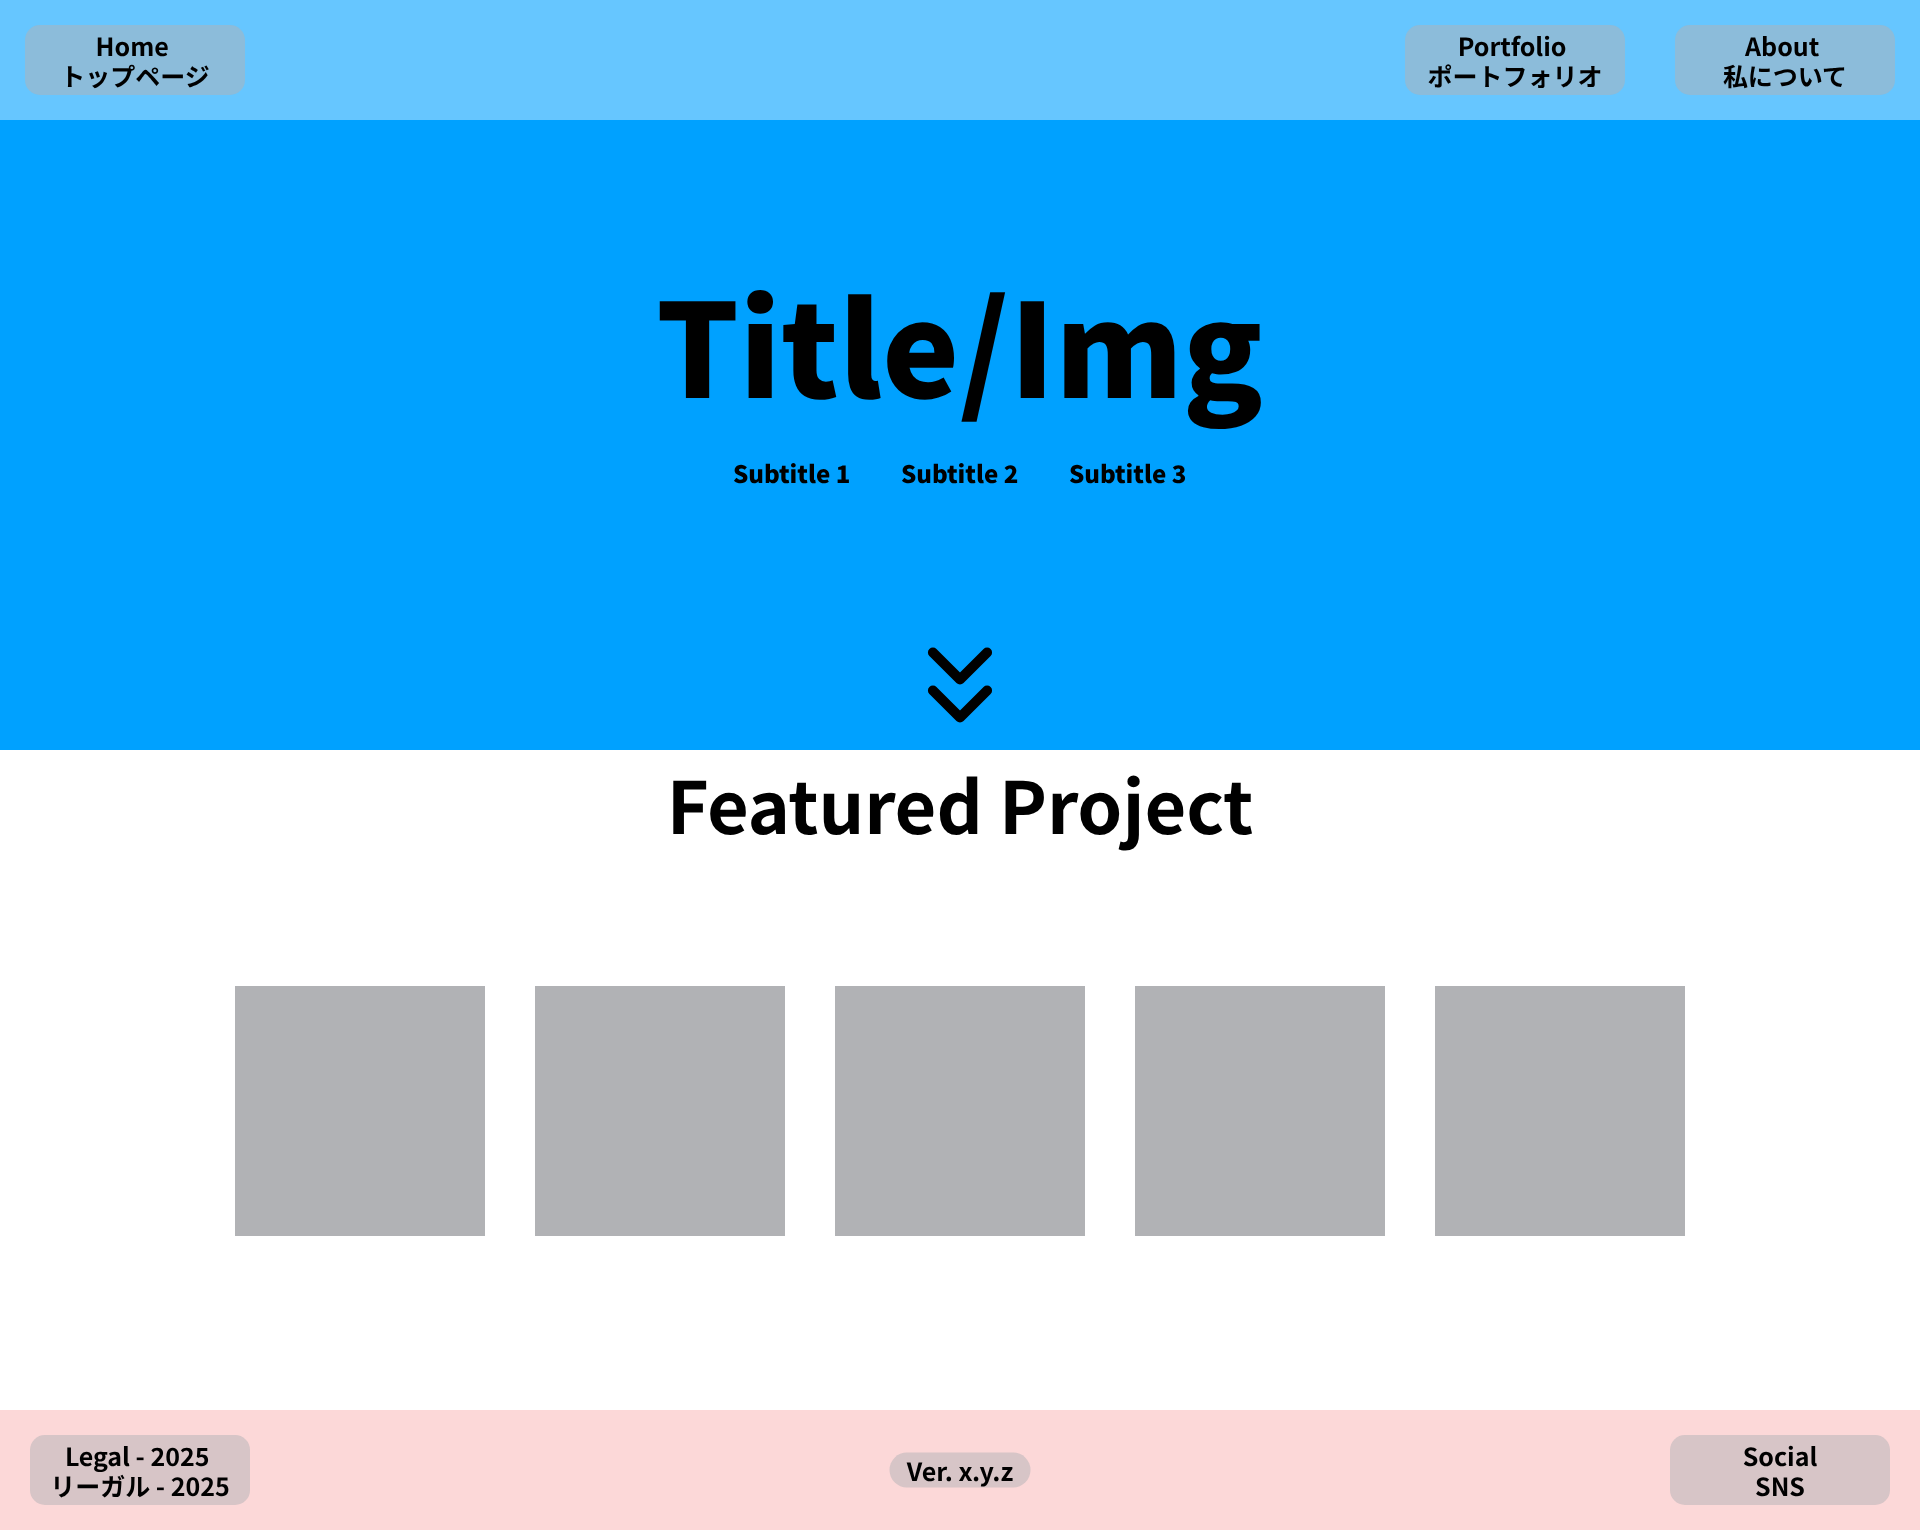 Home
トップページ
Portfolio
ポートフォリオ
About
私について
Title/Img
Subtitle 1
Subtitle 2
Subtitle 3
Featured Project
Legal - 2025
リーガル - 2025
Ver. x.y.z
Social
SNS